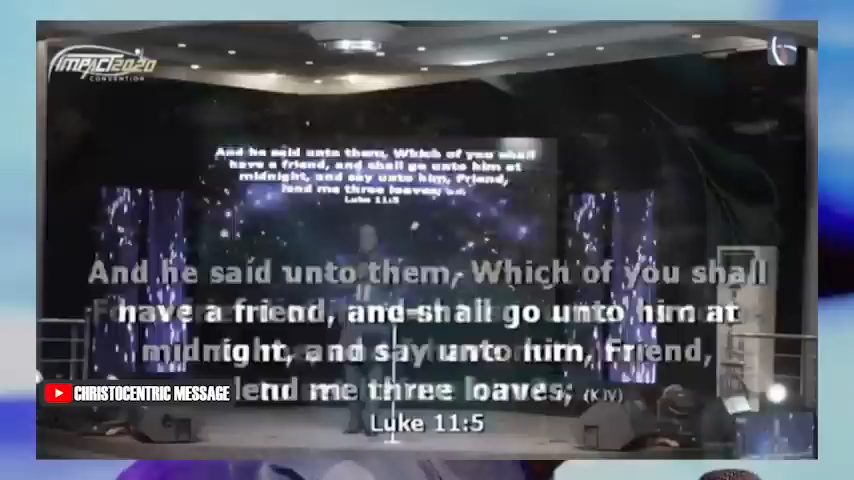 IMPACT2020
CONVENTION
And he said unto them, Which of you shall
have a friend, and shall go unto him at
midnight, and say unto him, Friend,
lend me three loaves; (KJV)
Luke 11:5
And he said unto them, Which of you shall
have a friend, and shall go unto him at
midnight, and say unto him, Friend,
lend me three loaves; (KJV)
Luke 11:5
CHRISTOCENTRIC MESSAGE